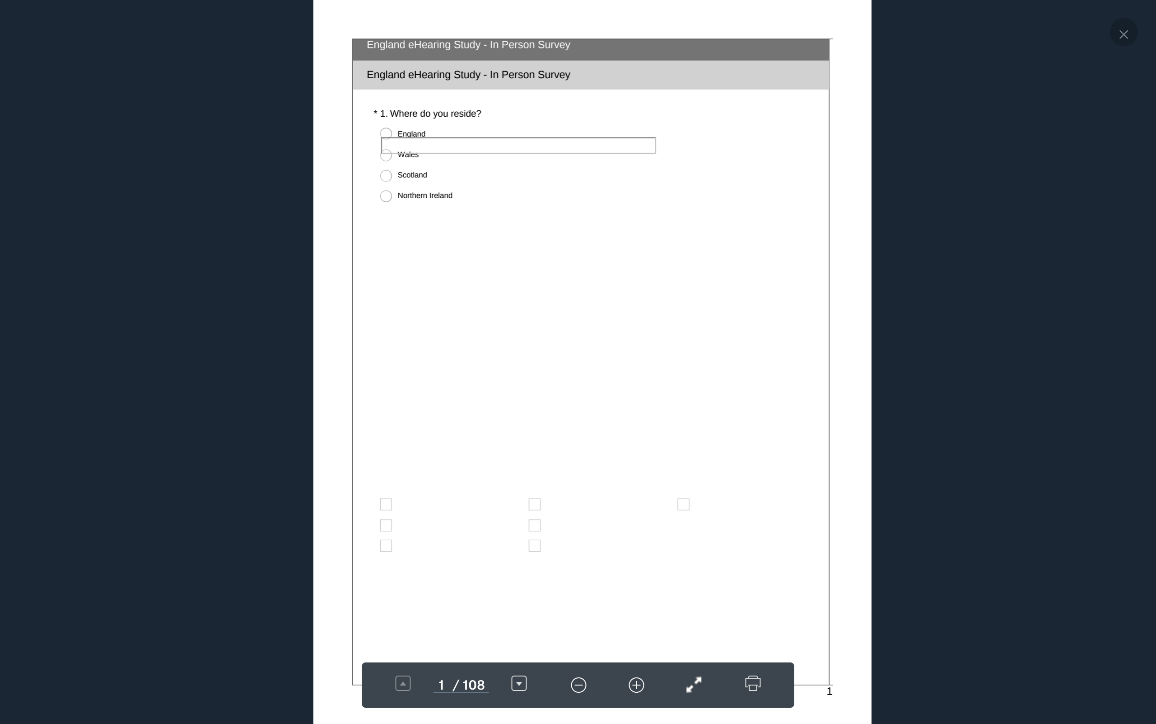 England eHearing Study - In Person Survey
England eHearing Study - In Person Survey
* 1. Where do you reside?
England
Wales
Scotland
Northern Ireland
1 / 108
1